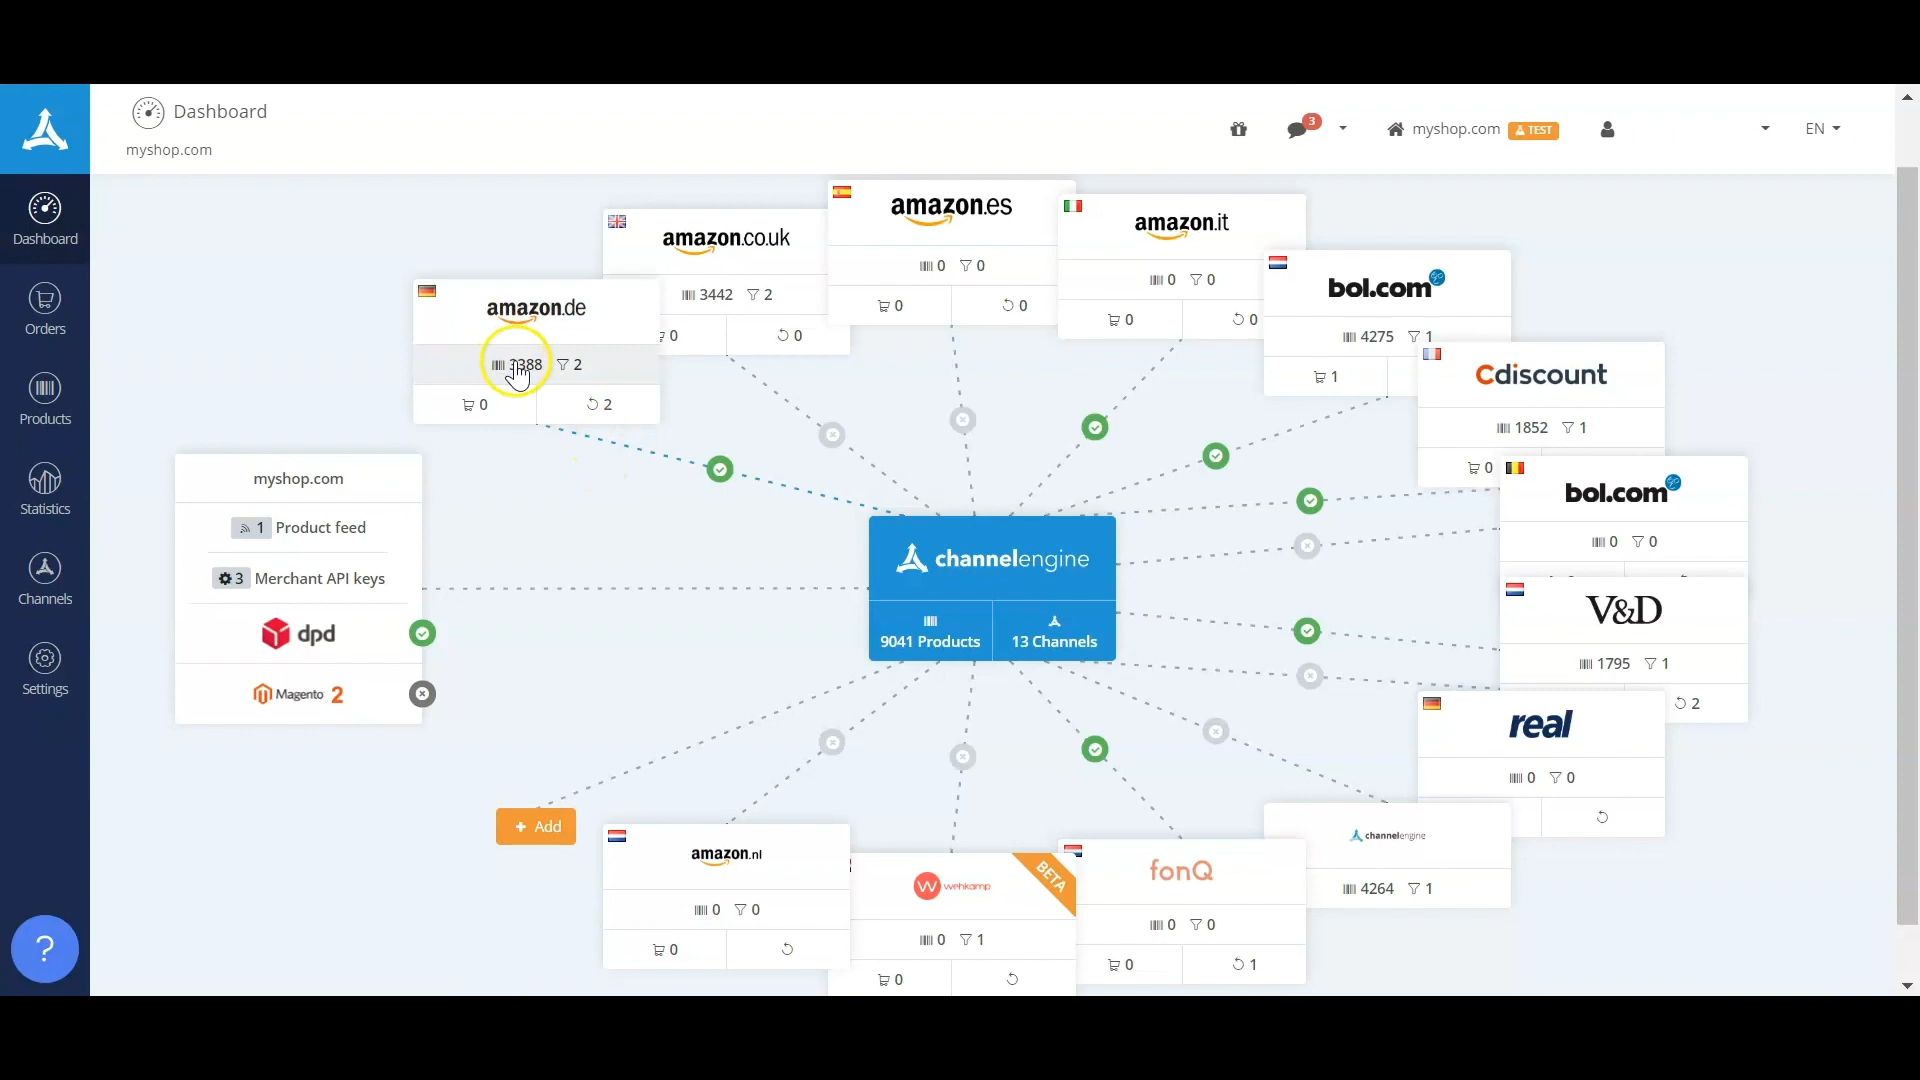 Dashboard
myshop.com
3
myshop.com TEST
EN
Dashboard
Orders
Products
Statistics
Channels
Settings
?
amazon.de
2
0
2
amazon.co.uk
3442 2
0
0
amazon.es
0 0
0
0
amazon.it
0 0
0
0
bol.com
4275 1
1
Cdiscount
1852 1
0
bol.com
0 0
V&D
1795 1
2
real
0 0
channelengine
4264 1
fonQ
0 0
0
1
wehkamp
BETA
0 1
0
amazon.nl
0 0
0
+ Add
myshop.com
1 Product feed
3 Merchant API keys
dpd
Magento 2
channelengine
9041 Products
13 Channels